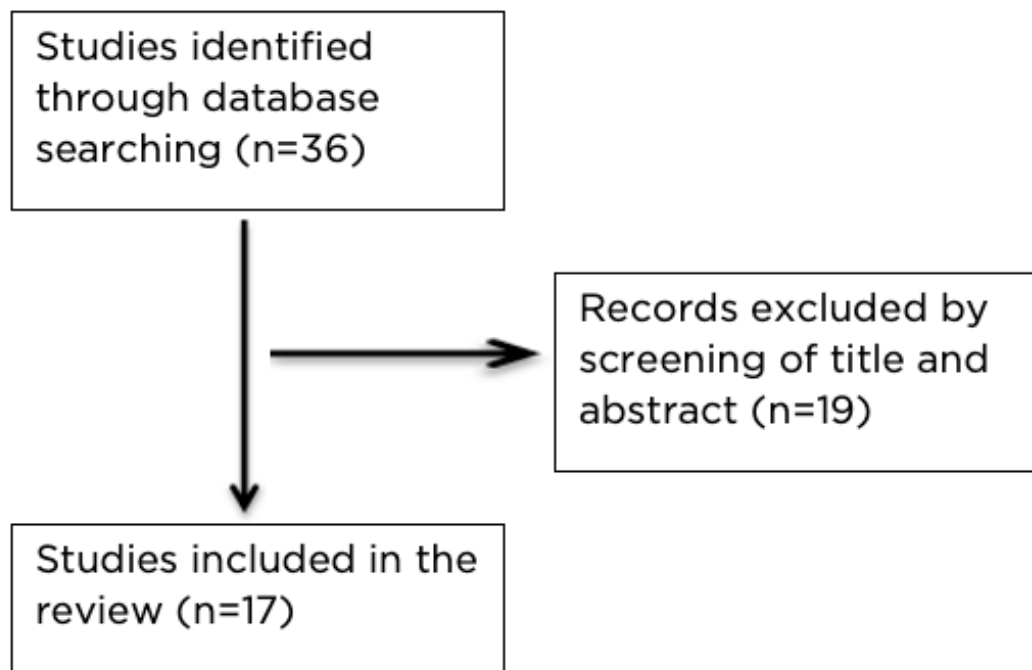 Studies identified
through database
searching (n=36)
Records excluded by
screening of title and
abstract (n=19)
Studies included in the
review (n=17)